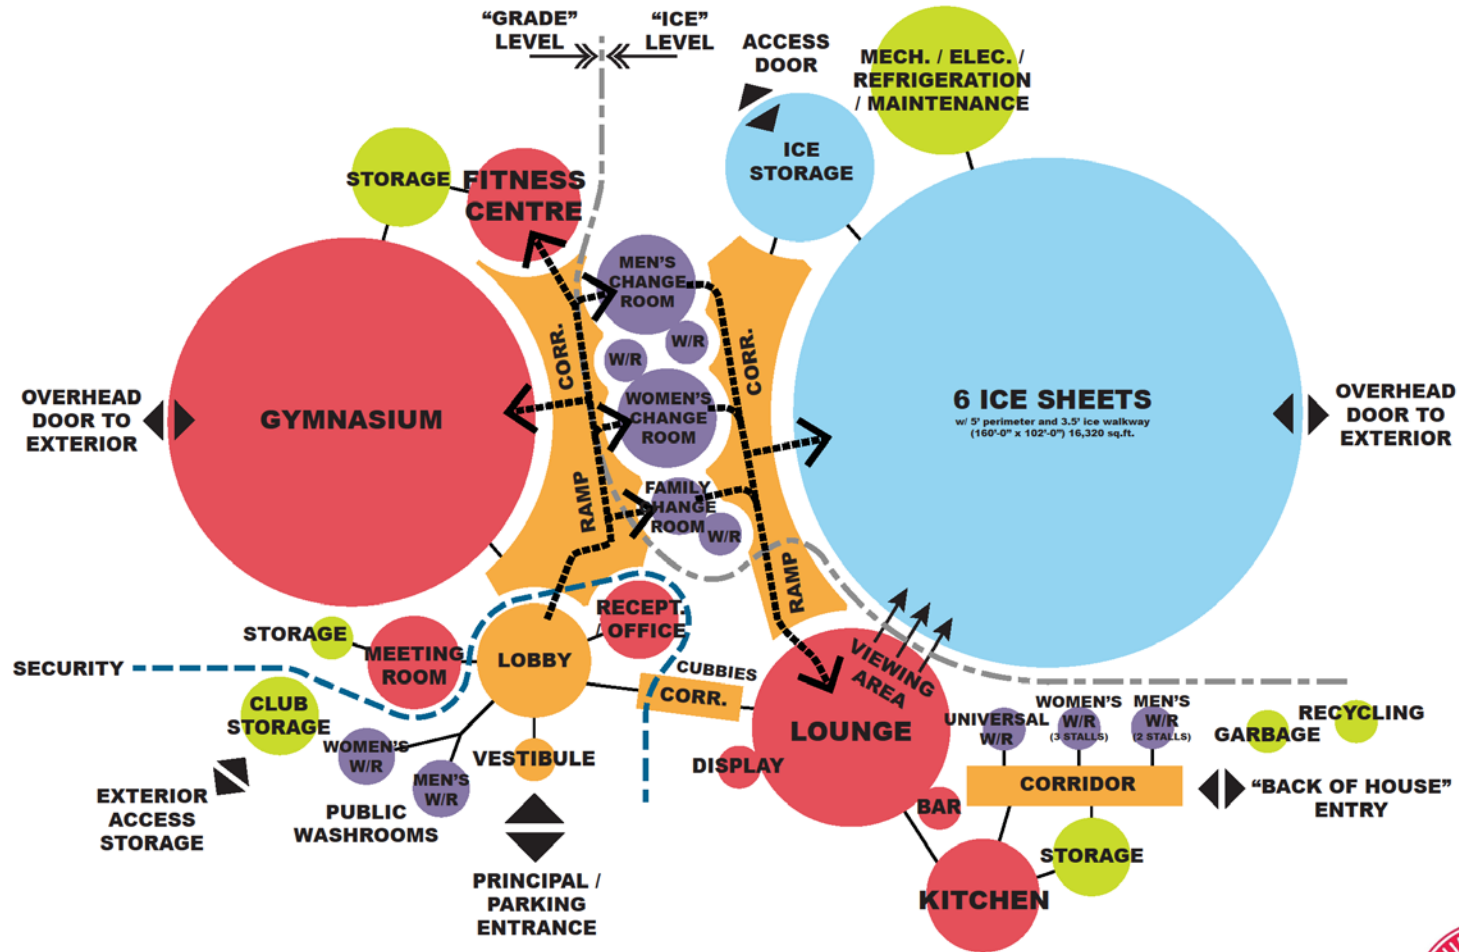 “GRADE”
LEVEL
“ICE”
LEVEL
ACCESS
DOOR
MECH. / ELEC. /
REFRIGERATION
/ MAINTENANCE
ICE
STORAGE
STORAGE
FITNESS
CENTRE
MEN’S
CHANGE
ROOM
W/R
W/R
CORR.
CORR.
WOMEN’S
CHANGE
ROOM
OVERHEAD
DOOR TO
EXTERIOR
GYMNASIUM
6 ICE SHEETS
w/ 5’ perimeter and 3.5’ ice walkway
(160’-0” x 102’-0”) 16,320 sq.ft.
OVERHEAD
DOOR TO
EXTERIOR
RAMP
FAMILY
CHANGE
ROOM
W/R
RAMP
RECEPT.
/ OFFICE
STORAGE
MEETING
ROOM
LOBBY
SECURITY
CUBBIES
CORR.
VIEWING
AREA
CLUB
STORAGE
WOMEN’S
W/R
MEN’S
W/R
VESTIBULE
PUBLIC
WASHROOMS
EXTERIOR
ACCESS
STORAGE
PRINCIPAL /
PARKING
ENTRANCE
LOUNGE
DISPLAY
BAR
UNIVERSAL
W/R
WOMEN’S
W/R
(3 STALLS)
MEN’S
W/R
(2 STALLS)
GARBAGE
RECYCLING
CORRIDOR
“BACK OF HOUSE”
ENTRY
STORAGE
KITCHEN